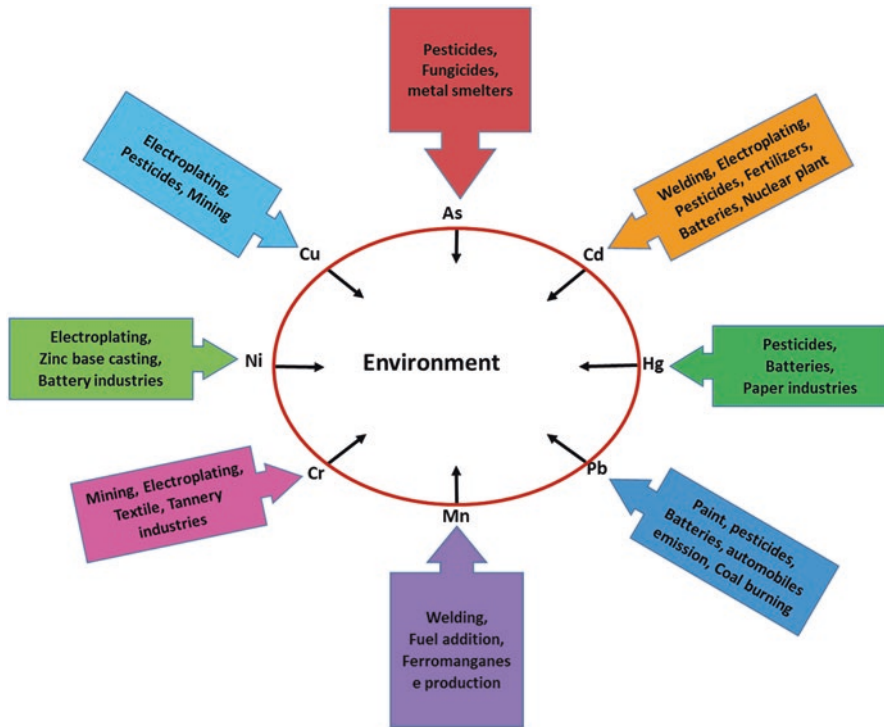 Pesticides,
Fungicides,
metal smelters
As
Welding, Electroplating,
Pesticides, Fertilizers,
Batteries, Nuclear plant
Cd
Pesticides,
Batteries,
Paper industries
Hg
Paint, pesticides,
Batteries, automobiles
emission, Coal burning
Pb
Welding,
Fuel addition,
Ferromanganes
e production
Mn
Mining, Electroplating,
Textile, Tannery
industries
Cr
Electroplating,
Zinc base casting,
Battery industries
Ni
Electroplating,
Pesticides, Mining
Cu
Environment